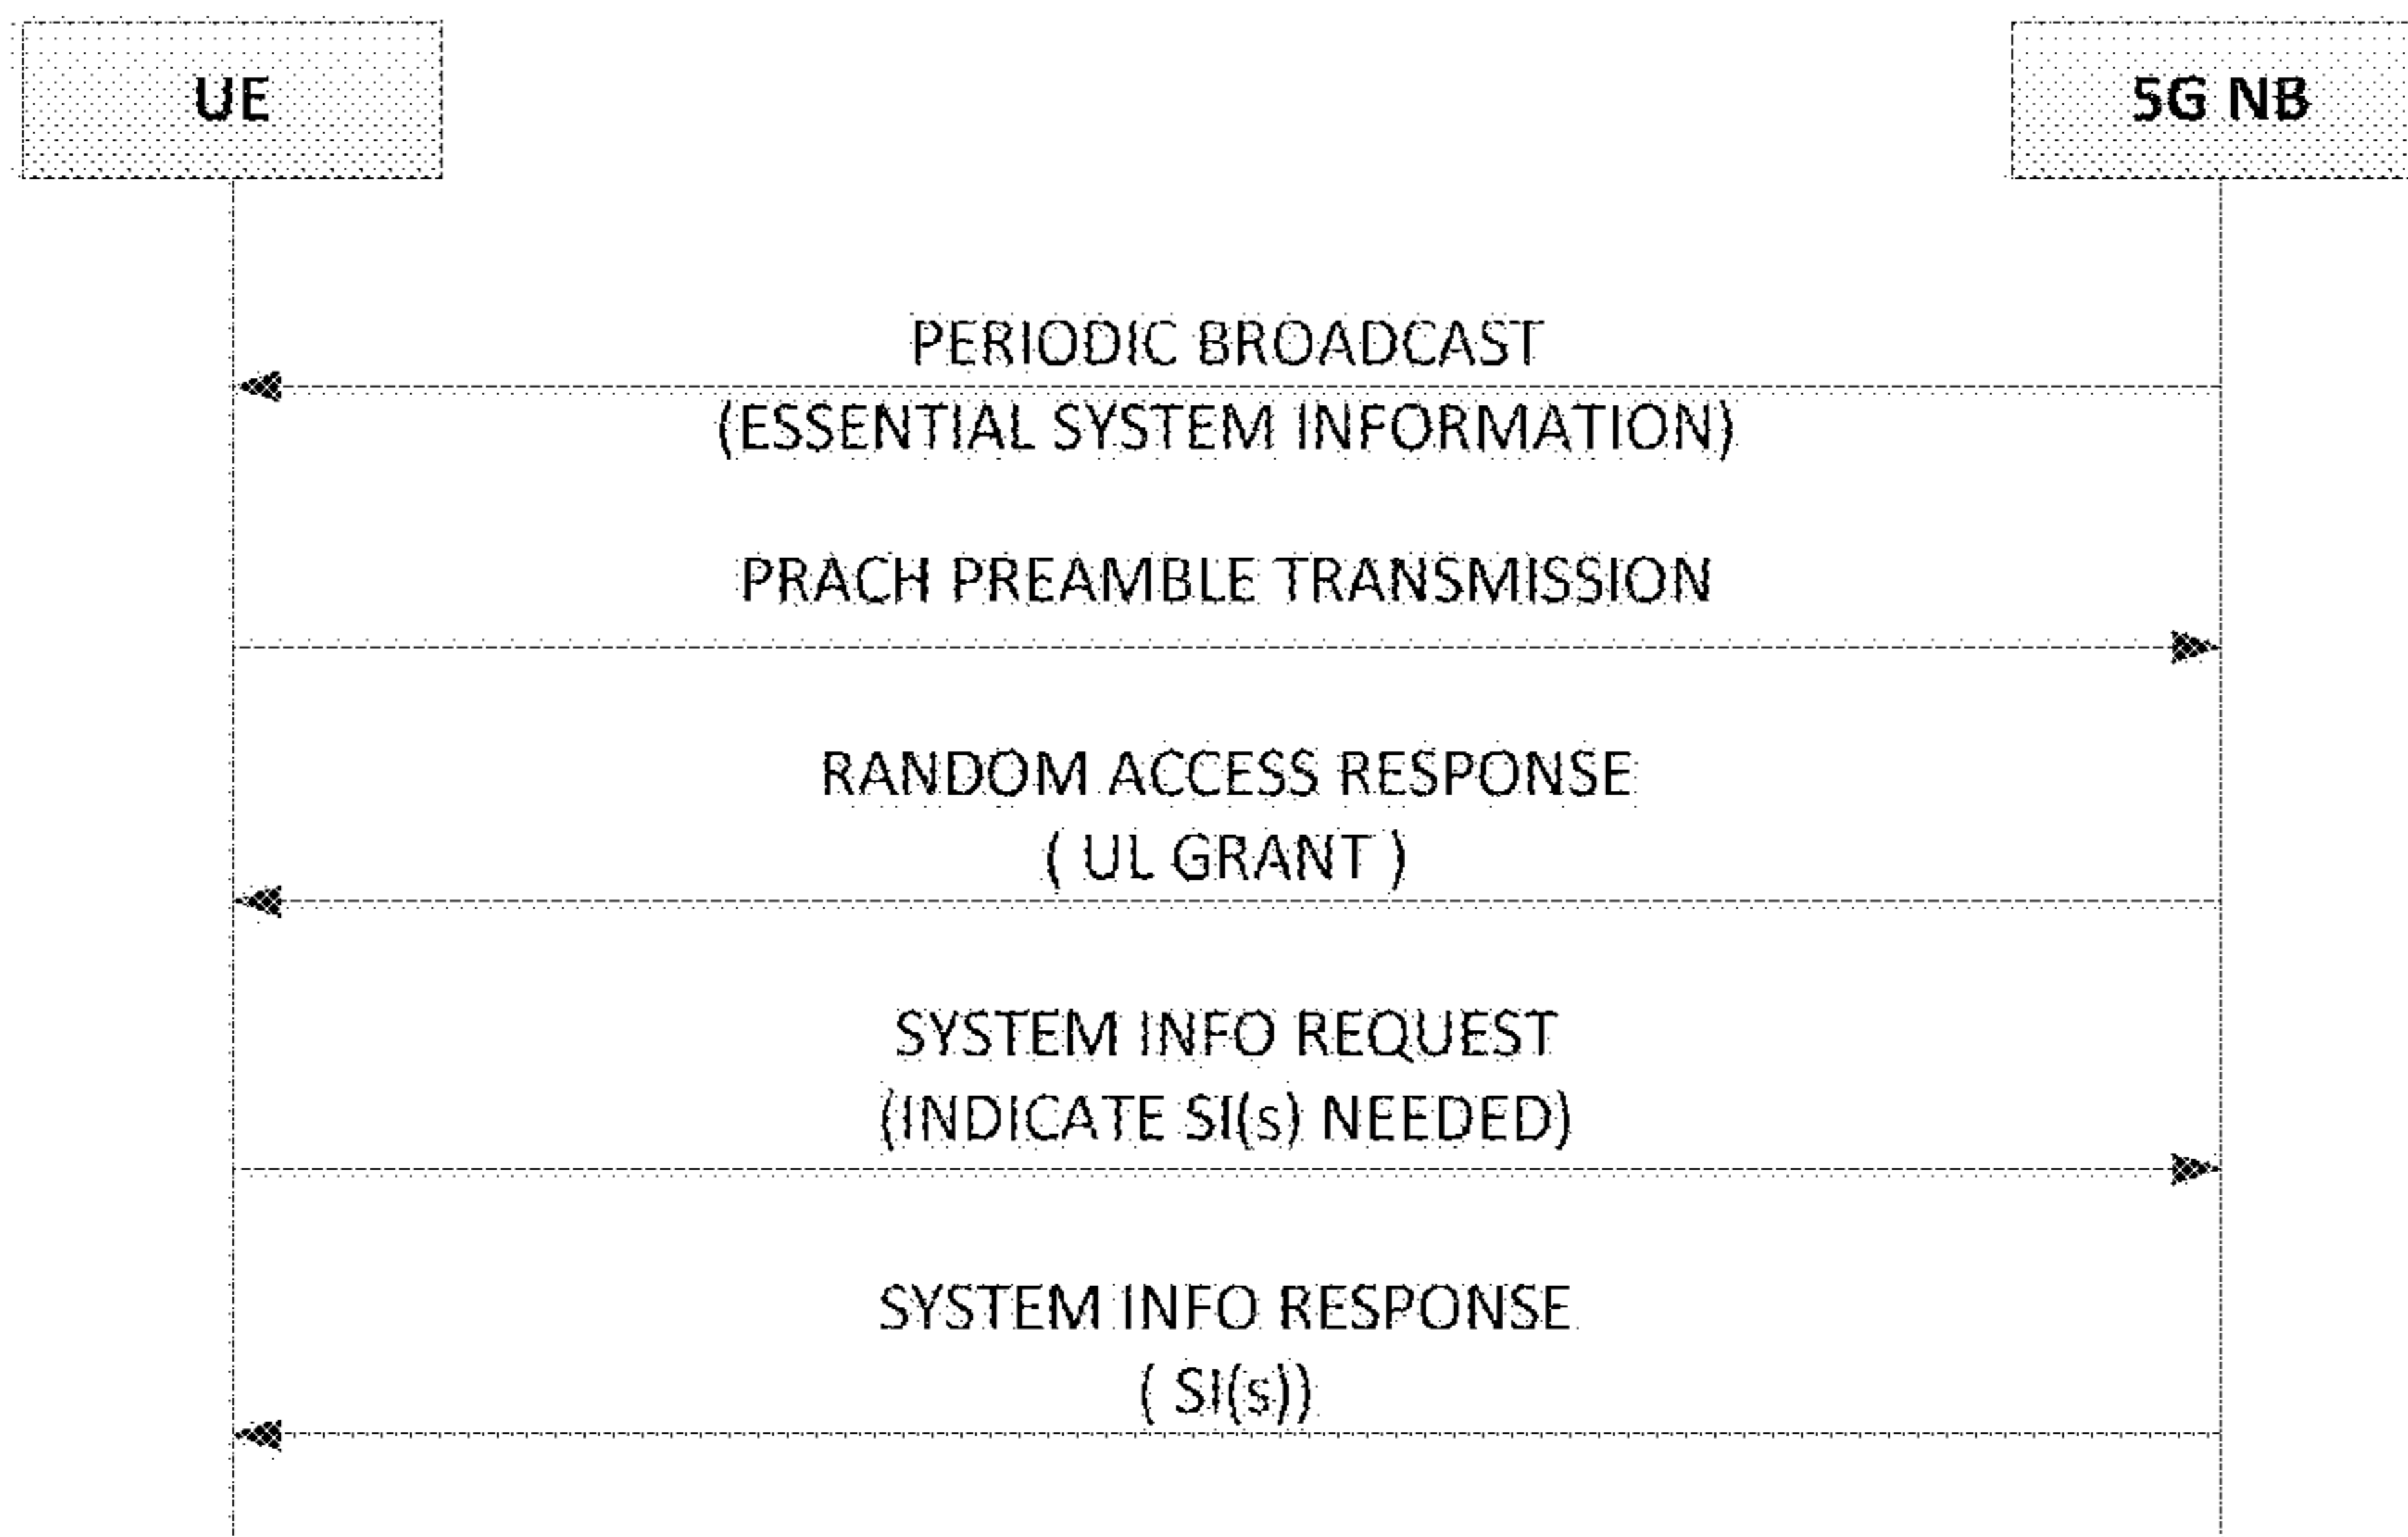 UE
5G NB
PERIODIC BROADCAST
(ESSENTIAL SYSTEM INFORMATION)
PRACH PREAMBLE TRANSMISSION
RANDOM ACCESS RESPONSE
( UL GRANT )
SYSTEM INFO REQUEST
(INDICATE SI(s) NEEDED)
SYSTEM INFO RESPONSE
( SI(s))